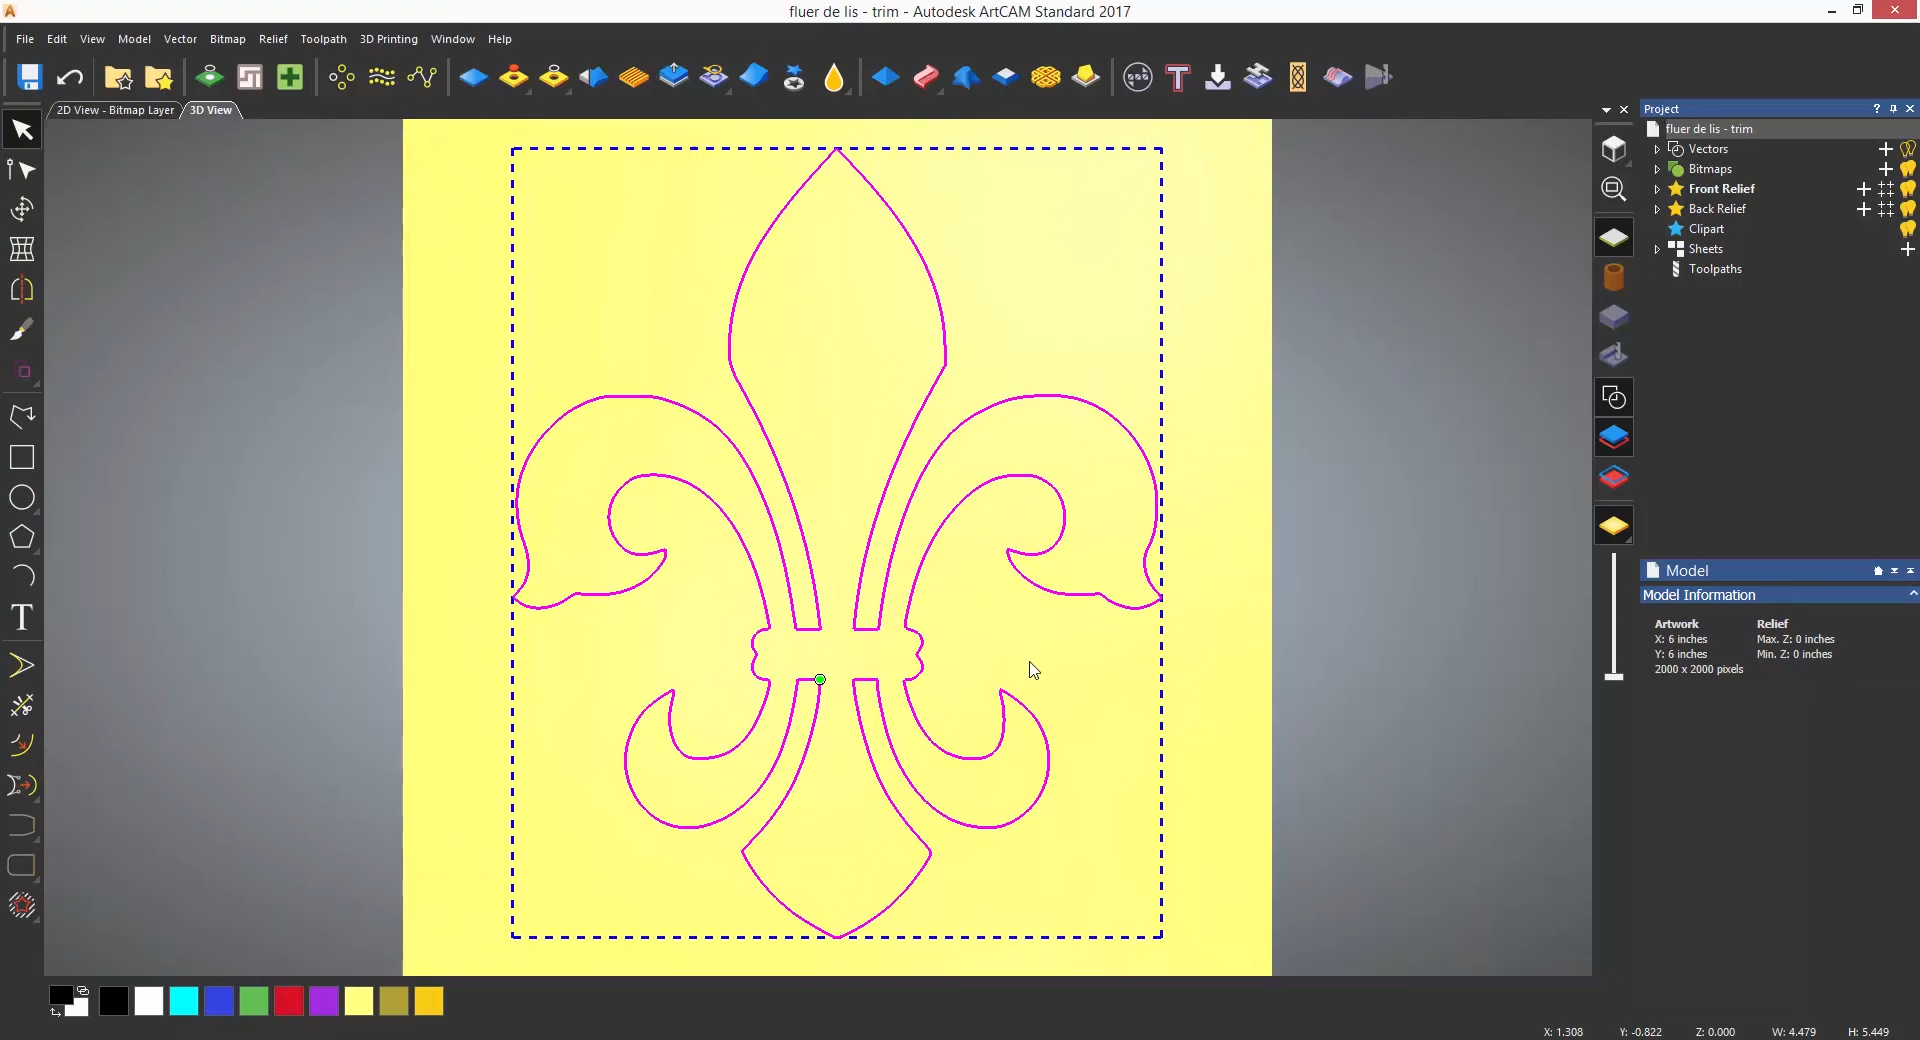 fluer de lis - trim - Autodesk ArtCAM Standard 2017
File Edit View Model Vector Bitmap Relief Toolpath 3D Printing Window Help
2D View - Bitmap Layer 3D View
Project
fluer de lis - trim
Vectors
Bitmaps
Front Relief
Back Relief
Clipart
Sheets
Toolpaths
Model
Model Information
Artwork Relief
X: 6 inches Max. Z: 0 inches
Y: 6 inches Min. Z: 0 inches
2000 x 2000 pixels
X: 1.308 Y: -0.822 Z: 0.000 W: 4.479 H: 5.449